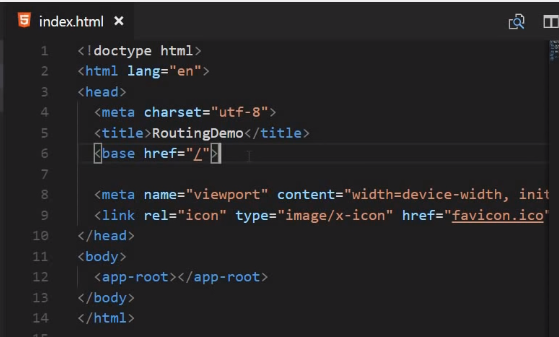 index.html
1 <!doctype html>
2 <html lang="en">
3 <head>
4 <meta charset="utf-8">
5 <title>RoutingDemo</title>
6 <base href="/">
7
8 <meta name="viewport" content="width=device-width, init
9 <link rel="icon" type="image/x-icon" href="favicon.ico"
10 </head>
11 <body>
12 <app-root></app-root>
13 </body>
14 </html>